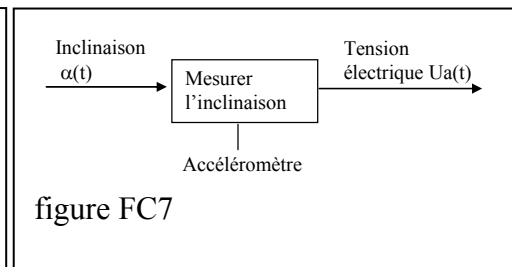 Inclinaison
α(t)
Mesurer
l’inclinaison
Tension
électrique Ua(t)
Accéléromètre
figure FC7